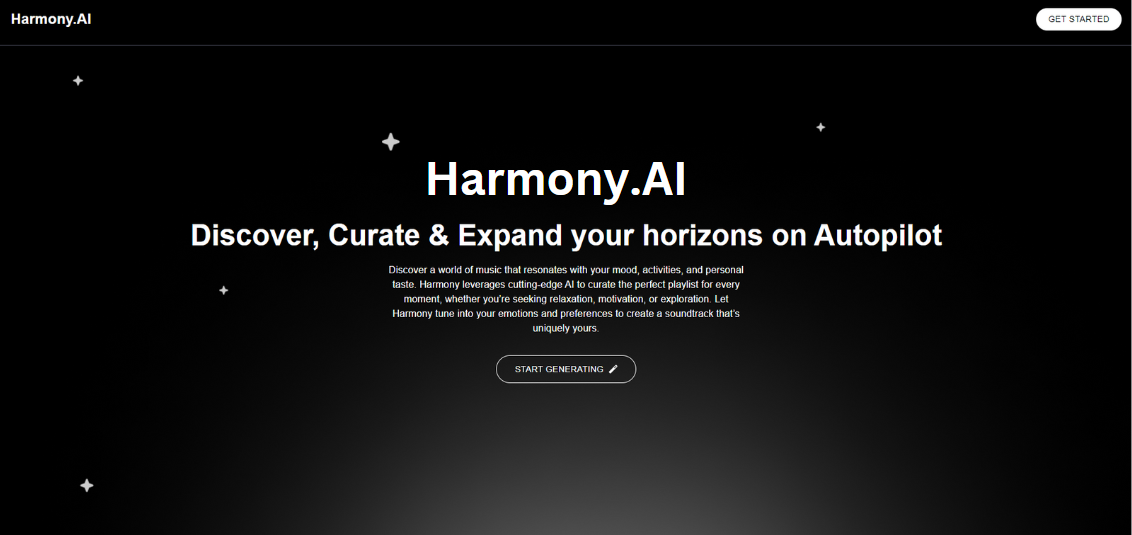 Harmony.AI
GET STARTED
Harmony.AI
Discover, Curate & Expand your horizons on Autopilot
Discover a world of music that resonates with your mood, activities, and personal
taste. Harmony leverages cutting-edge AI to curate the perfect playlist for every
moment, whether you're seeking relaxation, motivation, or exploration. Let
Harmony tune into your emotions and preferences to create a soundtrack that's
uniquely yours.
START GENERATING